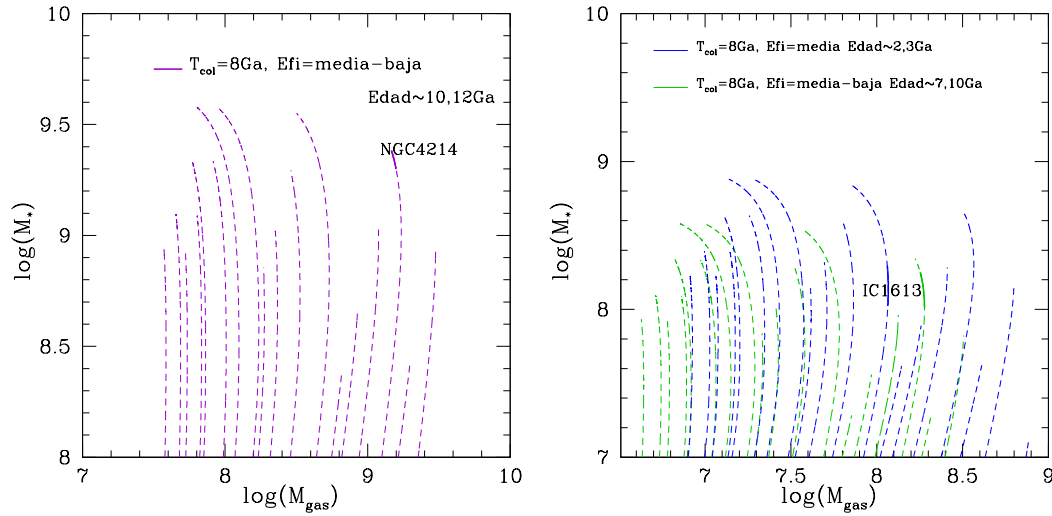 10
9.5
9
8.5
8
7
8
9
10
log(M_*)
log(M_gas)
T_col=8Ga, Efi=media-baja
Edad~10,12Ga
NGC4214
10
9
8
7
7
7.5
8
8.5
9
log(M_*)
log(M_gas)
T_col=8Ga, Efi=media Edad~2,3Ga
T_col=8Ga, Efi=media-baja Edad~7,10Ga
IC1613